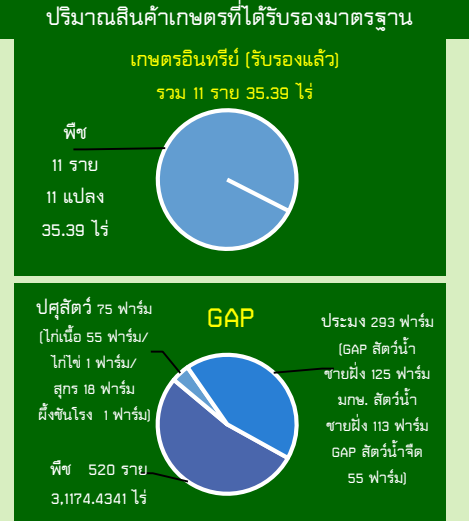 ปริมาณสินค้าเกษตรที่ได้รับรองมาตรฐาน
เกษตรอินทรีย์ (รับรองแล้ว)
รวม 11 ราย 35.39 ไร่
พืช
11 ราย
11 แปลง
35.39 ไร่
GAP
ปศุสัตว์ 75 ฟาร์ม
(ไก่เนื้อ 55 ฟาร์ม/
ไก่ไข่ 1 ฟาร์ม/
สุกร 18 ฟาร์ม
ผึ้งชันโรง 1 ฟาร์ม)
พืช 520 ราย
3,1174.4341 ไร่
ประมง 293 ฟาร์ม
(GAP สัตว์น้ำ
ชายฝั่ง 125 ฟาร์ม
มกษ. สัตว์น้ำ
ชายฝั่ง 113 ฟาร์ม
GAP สัตว์น้ำจืด
55 ฟาร์ม)